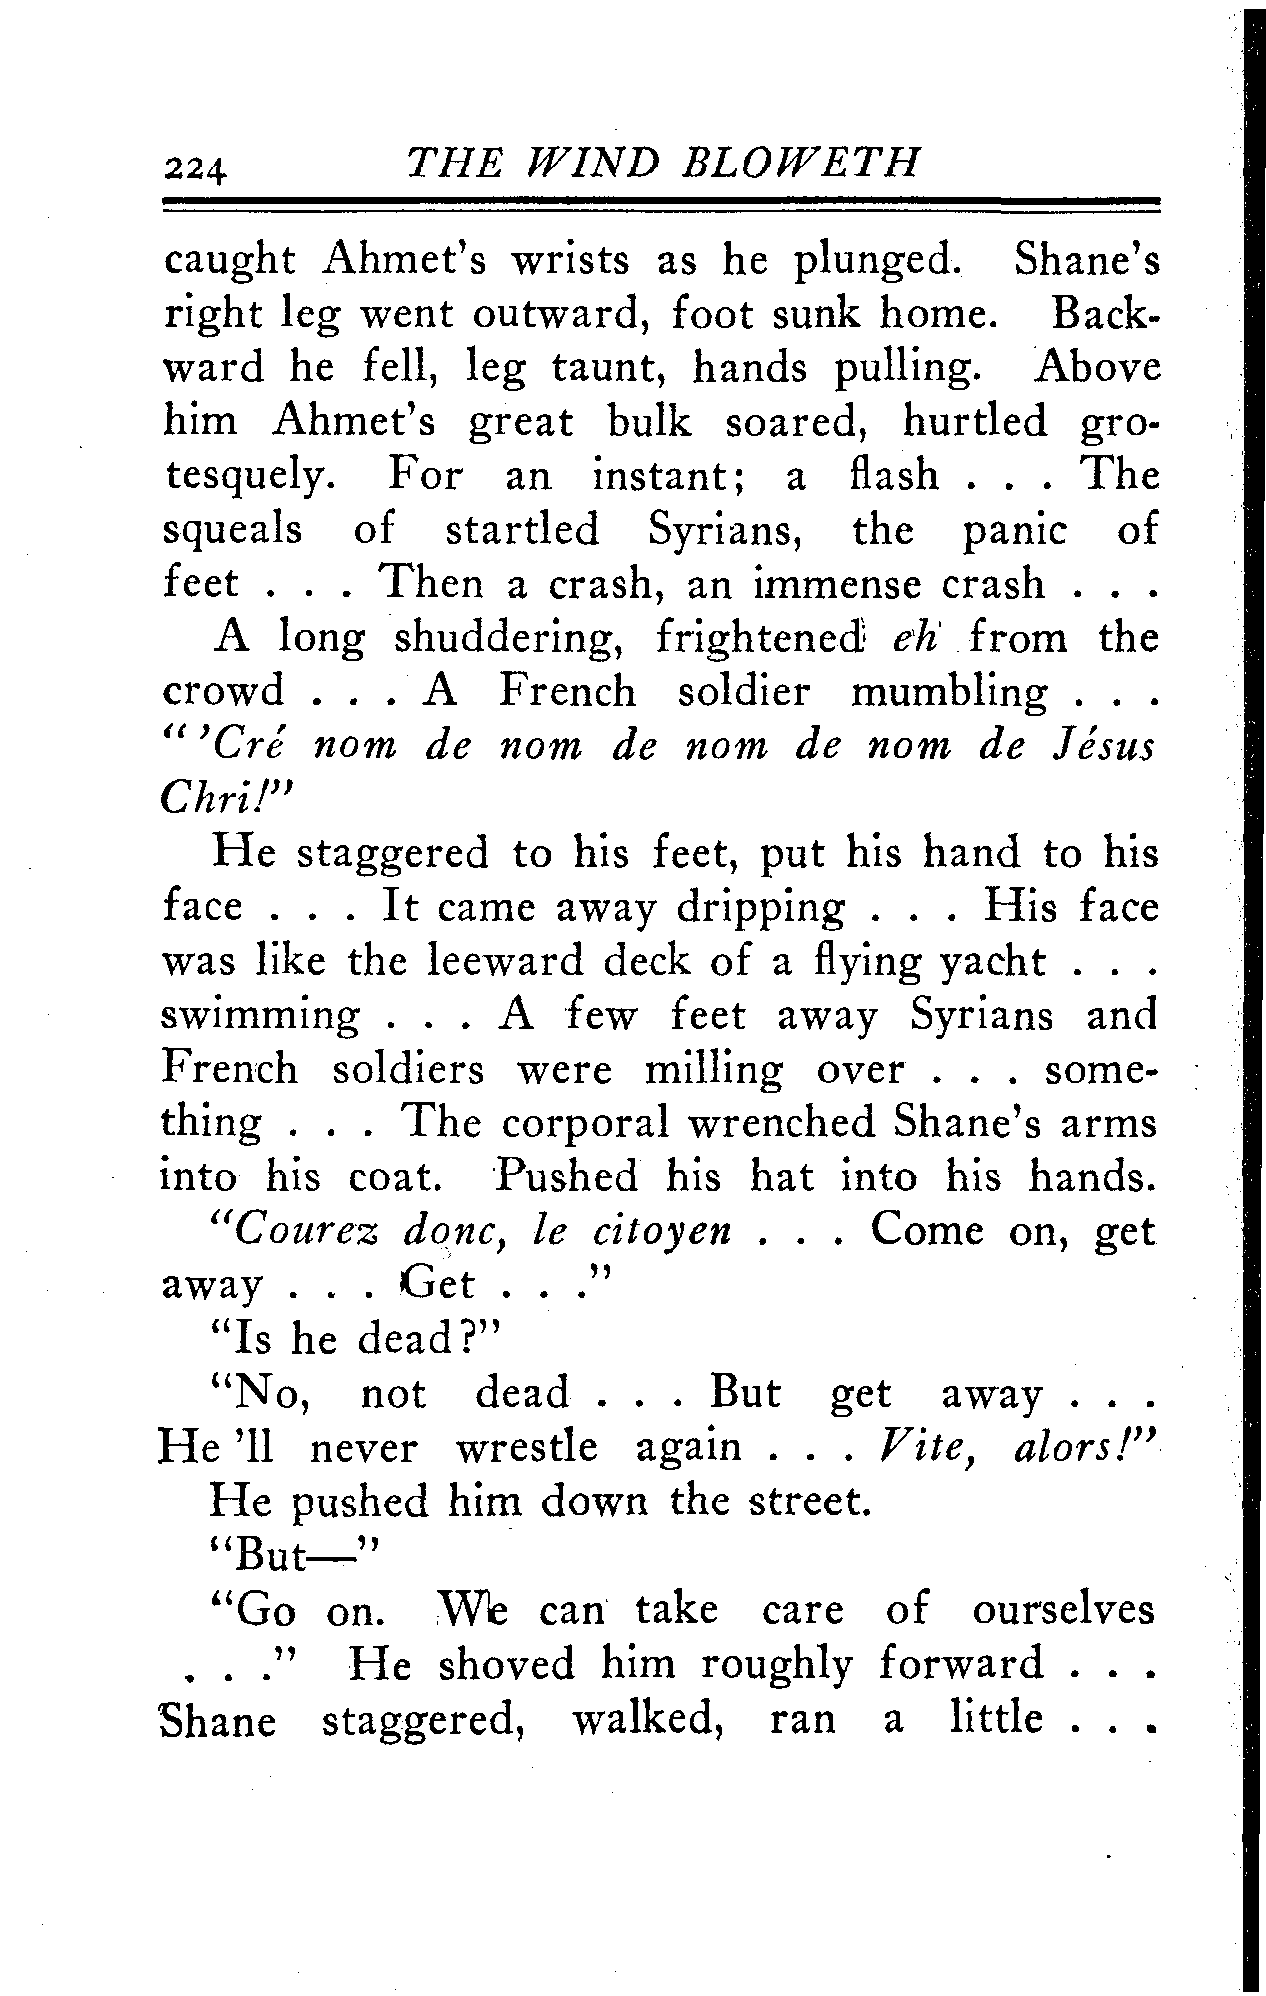 224 THE WIND BLOWETH
caught Ahmet's wrists as he plunged. Shane's
right leg went outward, foot sunk home. Back-
ward he fell, leg taunt, hands pulling. Above
him Ahmet's great bulk soared, hurtled gro-
tesquely. For an instant; a flash . . . The
squeals of startled Syrians, the panic of
feet . . . Then a crash, an immense crash . . .
A long shuddering, frightened eh from the
crowd . . . A French soldier mumbling . . .
"'Cré nom de nom de nom de nom de Jésus
Chri!"
He staggered to his feet, put his hand to his
face . . . It came away dripping . . . His face
was like the leeward deck of a flying yacht . . .
swimming . . . A few feet away Syrians and
French soldiers were milling over . . . some-
thing . . . The corporal wrenched Shane's arms
into his coat. Pushed his hat into his hands.
"Courez donc, le citoyen . . . Come on, get
away . . . Get . . ."
"Is he dead?"
"No, not dead . . . But get away . . .
He 'll never wrestle again . . . Vite, alors!"
He pushed him down the street.
"But—"
"Go on. We can take care of ourselves
. . ." He shoved him roughly forward . . .
Shane staggered, walked, ran a little . . .